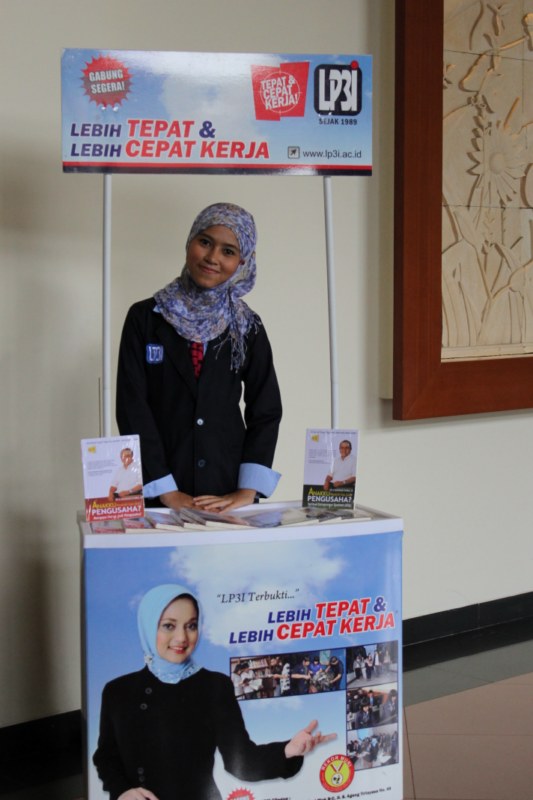 GABUNG
SEGERA!
TEPAT &
CEPAT
KERJA!
LP3I
SEJAK 1989
LEBIH TEPAT &
LEBIH CEPAT KERJA
www.lp3i.ac.id
LP3I
PENGUSAHA?
PENGUSAHA?
"LP3I Terbukti..."
LEBIH TEPAT &
LEBIH CEPAT KERJA